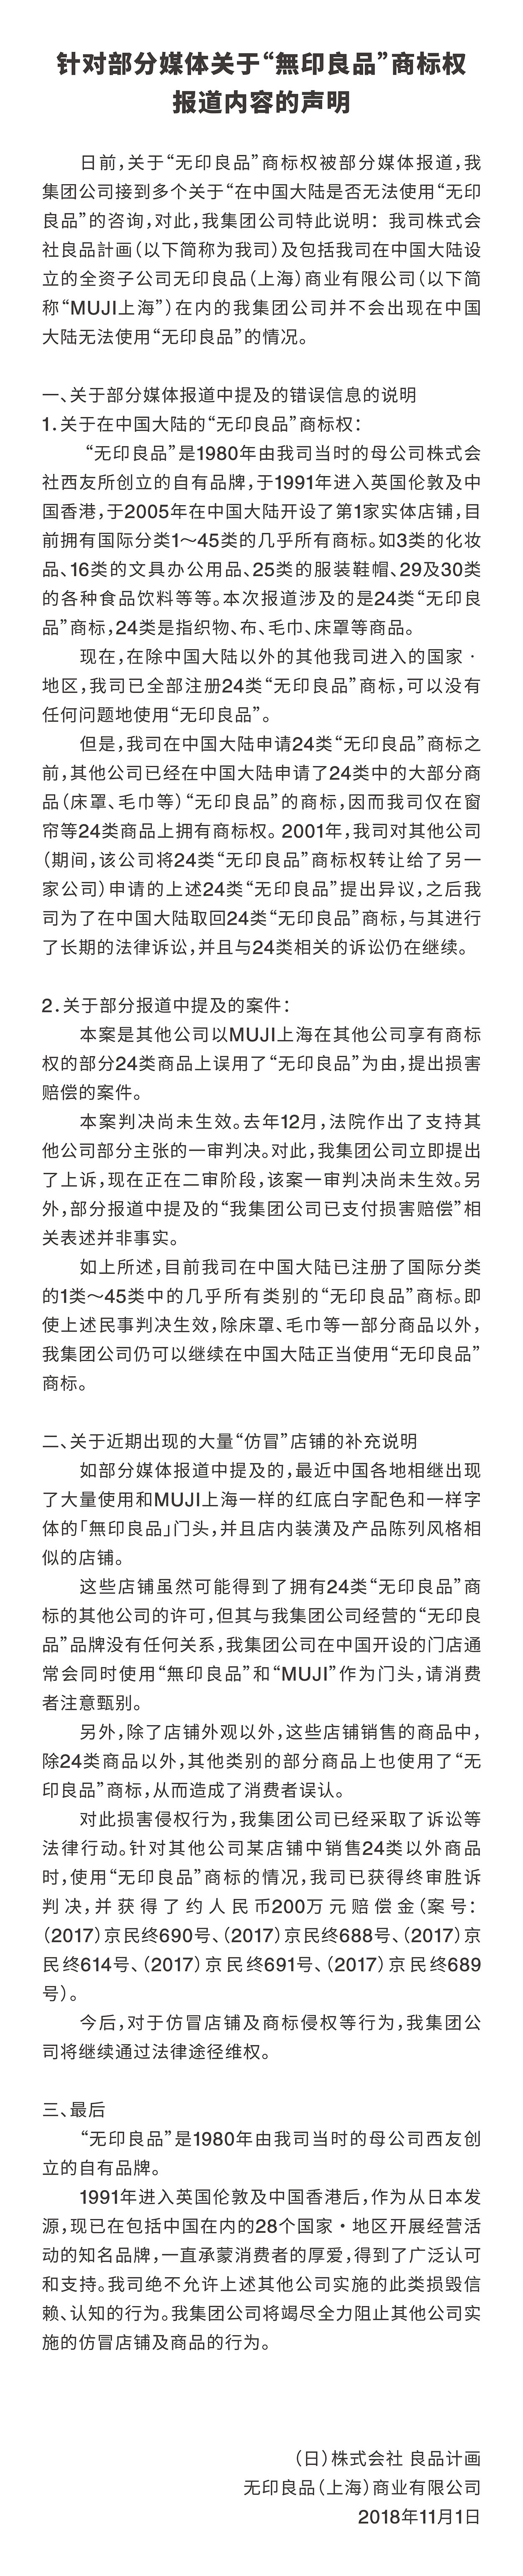 针对部分媒体关于“無印良品”商标权
报道内容的声明
日前,关于“无印良品”商标权被部分媒体报道,我
集团公司接到多个关于“在中国大陆是否无法使用“无印
良品”的咨询,对此,我集团公司特此说明：我司株式会
社良品計画(以下简称为我司)及包括我司在中国大陆设
立的全资子公司无印良品(上海)商业有限公司(以下简
称“MUJI上海”)在内的我集团公司并不会出现在中国
大陆无法使用“无印良品”的情况。
一、关于部分媒体报道中提及的错误信息的说明
1.关于在中国大陆的“无印良品”商标权：
“无印良品”是1980年由我司当时的母公司株式会
社西友所创立的自有品牌,于1991年进入英国伦敦及中
国香港,于2005年在中国大陆开设了第1家实体店铺,目
前拥有国际分类1～45类的几乎所有商标。如3类的化妆
品、16类的文具办公用品、25类的服装鞋帽、29及30类
的各种食品饮料等等。本次报道涉及的是24类“无印良
品”商标,24类是指织物、布、毛巾、床罩等商品。
现在,在除中国大陆以外的其他我司进入的国家·
地区,我司已全部注册24类“无印良品”商标,可以没有
任何问题地使用“无印良品”。
但是,我司在中国大陆申请24类“无印良品”商标之
前,其他公司已经在中国大陆申请了24类中的大部分商
品(床罩、毛巾等)“无印良品”的商标,因而我司仅在窗
帘等24类商品上拥有商标权。2001年,我司对其他公司
(期间,该公司将24类“无印良品”商标权转让给了另一
家公司)申请的上述24类“无印良品”提出异议,之后我
司为了在中国大陆取回24类“无印良品”商标,与其进行
了长期的法律诉讼,并且与24类相关的诉讼仍在继续。
2.关于部分报道中提及的案件：
本案是其他公司以MUJI上海在其他公司享有商标
权的部分24类商品上误用了“无印良品”为由,提出损害
赔偿的案件。
本案判决尚未生效。去年12月,法院作出了支持其
他公司部分主张的一审判决。对此,我集团公司立即提出
了上诉,现在正在二审阶段,该案一审判决尚未生效。另
外,部分报道中提及的“我集团公司已支付损害赔偿”相
关表述并非事实。
如上所述,目前我司在中国大陆已注册了国际分类
的1类～45类中的几乎所有类别的“无印良品”商标。即
使上述民事判决生效,除床罩、毛巾等一部分商品以外,
我集团公司仍可以继续在中国大陆正当使用“无印良品”
商标。
二、关于近期出现的大量“仿冒”店铺的补充说明
如部分媒体报道中提及的,最近中国各地相继出现
了大量使用和MUJI上海一样的红底白字配色和一样字
体的「無印良品」门头,并且店内装潢及产品陈列风格相
似的店铺。
这些店铺虽然可能得到了拥有24类“无印良品”商
标的其他公司的许可,但其与我集团公司经营的“无印良
品”品牌没有任何关系,我集团公司在中国开设的门店通
常会同时使用“無印良品”和“MUJI”作为门头,请消费
者注意甄别。
另外,除了店铺外观以外,这些店铺销售的商品中,
除24类商品以外,其他类别的部分商品上也使用了“无
印良品”商标,从而造成了消费者误认。
对此损害侵权行为,我集团公司已经采取了诉讼等
法律行动。针对其他公司某店铺中销售24类以外商品
时,使用“无印良品”商标的情况,我司已获得终审胜诉
判决,并获得了约人民币200万元赔偿金(案号：
(2017)京民终690号、(2017)京民终688号、(2017)京
民终614号、(2017)京民终691号、(2017)京民终689
号)。
今后,对于仿冒店铺及商标侵权等行为,我集团公
司将继续通过法律途径维权。
三、最后
“无印良品”是1980年由我司当时的母公司西友创
立的自有品牌。
1991年进入英国伦敦及中国香港后,作为从日本发
源,现已在包括中国在内的28个国家·地区开展经营活
动的知名品牌,一直承蒙消费者的厚爱,得到了广泛认可
和支持。我司绝不允许上述其他公司实施的此类损毁信
赖、认知的行为。我集团公司将竭尽全力阻止其他公司实
施的仿冒店铺及商品的行为。
(日)株式会社 良品计画
无印良品(上海)商业有限公司
2018年11月1日